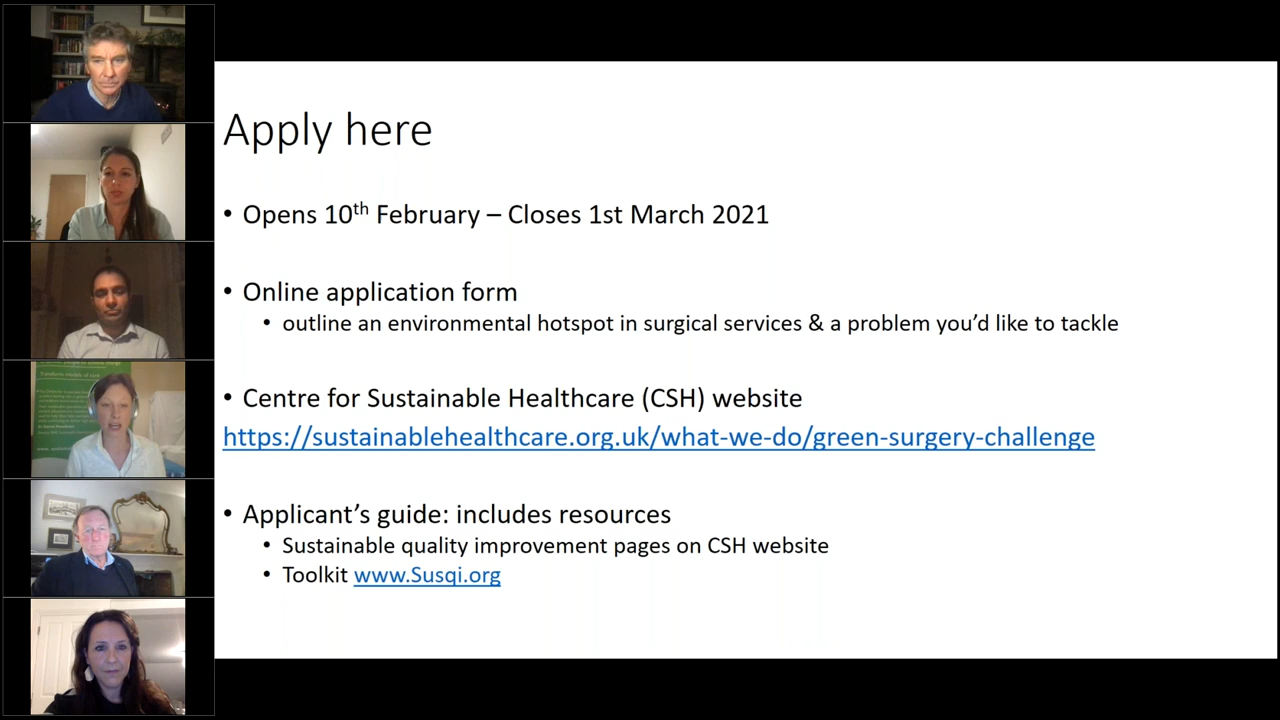 Apply here
• Opens 10th February – Closes 1st March 2021
• Online application form
• outline an environmental hotspot in surgical services & a problem you'd like to tackle
• Centre for Sustainable Healthcare (CSH) website
https://sustainablehealthcare.org.uk/what-we-do/green-surgery-challenge
• Applicant's guide: includes resources
• Sustainable quality improvement pages on CSH website
• Toolkit www.Susqi.org